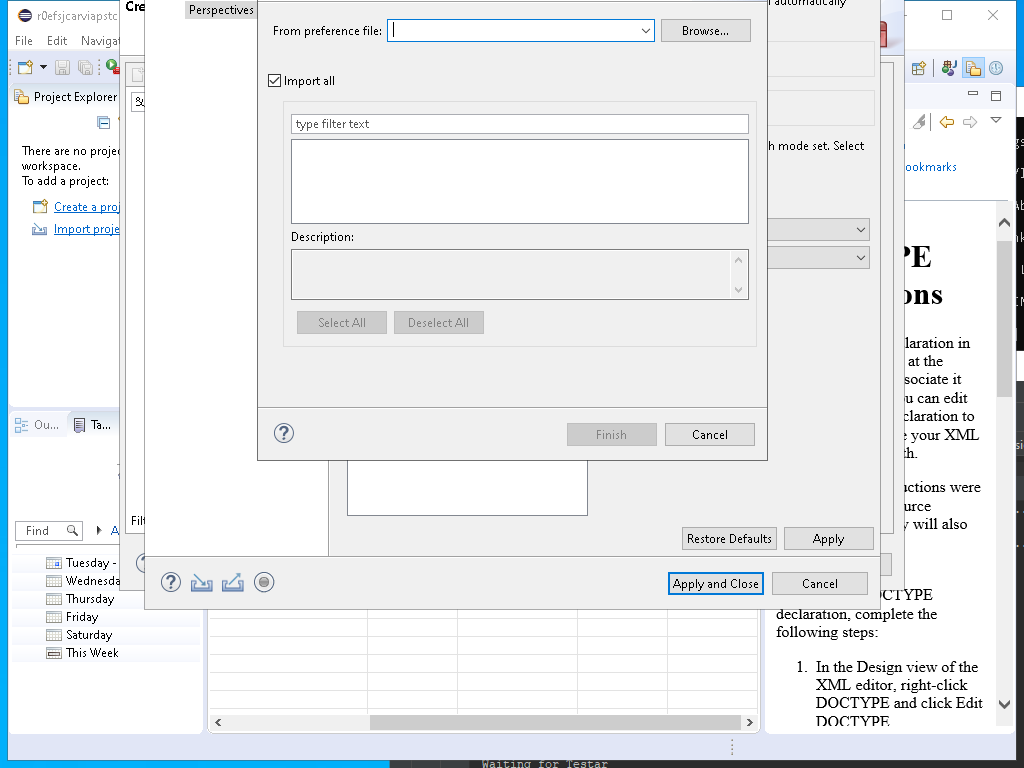 r0efsjcarviapstc
File Edit Navigat
Project Explorer
There are no proje
workspace.
To add a project:
Create a proj
Import proje
Ou... Ta...
Find
Tuesday -
Wednesda
Thursday
Friday
Saturday
This Week
Cre
Filt
Perspectives
From preference file:
Browse...
Import all
type filter text
Description:
Select All
Deselect All
Finish
Cancel
automatically
h mode set. Select
Restore Defaults
Apply
Apply and Close
Cancel
ookmarks
PE
ons
laration in
at the
sociate it
u can edit
claration to
e your XML
th.
uctions were
urce
y will also
OCTYPE
declaration, complete the
following steps:
1. In the Design view of the
XML editor, right-click
DOCTYPE and click Edit
DOCTYPE
Waiting for Testar